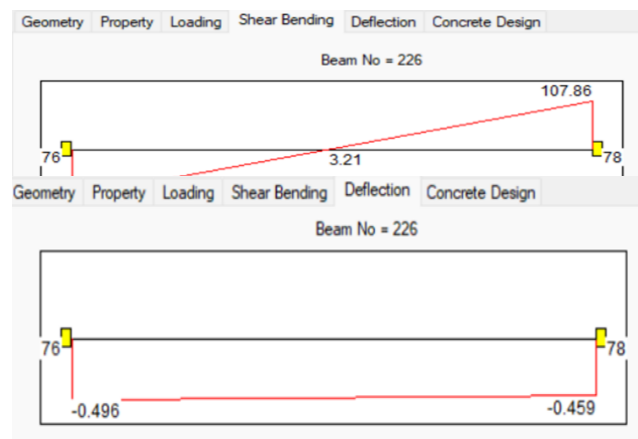 Geometry Property Loading Shear Bending Deflection Concrete Design
Beam No = 226
107.86
76 3.21 78
Geometry Property Loading Shear Bending Deflection Concrete Design
Beam No = 226
76 78
-0.496 -0.459